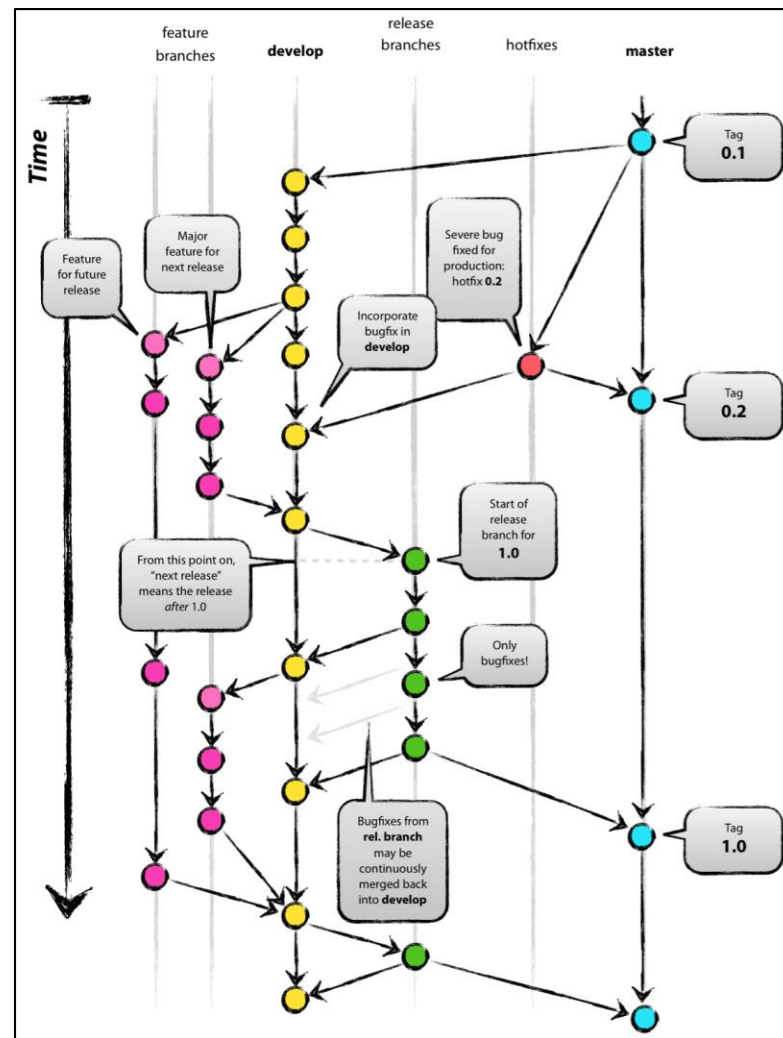 feature
branches
develop
release
branches
hotfixes
master
Time
Tag
0.1
Feature
for future
release
Major
feature for
next release
Severe bug
fixed for
production:
hotfix 0.2
Incorporate
bugfix in
develop
Tag
0.2
Start of
release
branch for
1.0
From this point on,
“next release”
means the release
after 1.0
Only
bugfixes!
Bugfixes from
rel. branch
may be
continuously
merged back
into develop
Tag
1.0